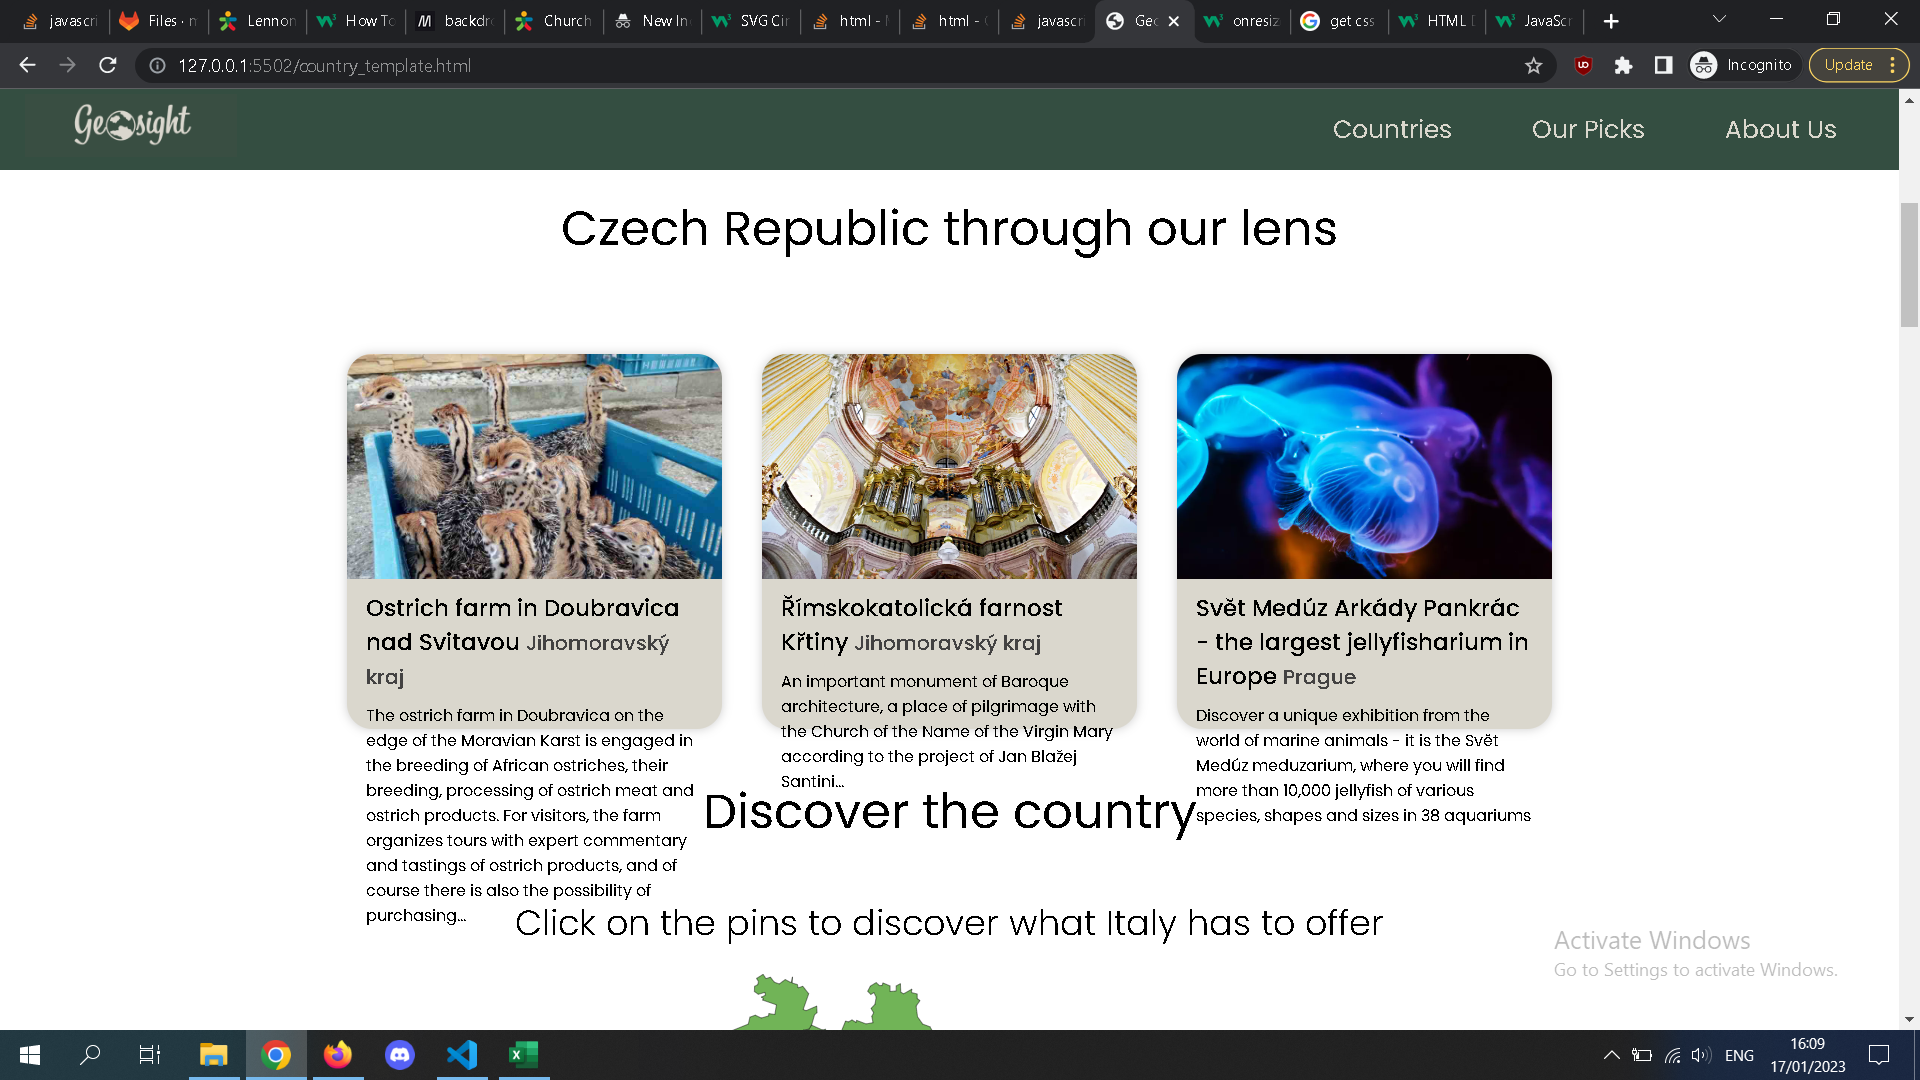 javascri
Files · m
Lennon
How To
backdro
Church
New In
SVG Cir
html -
html -
javascri
Geo
onresiz
get css
HTML
JavaScr
127.0.0.1:5502/country_template.html
Incognito
Update
Geosight
Countries
Our Picks
About Us
Czech Republic through our lens
Ostrich farm in Doubravica
nad Svitavou Jihomoravský
kraj
The ostrich farm in Doubravica on the
edge of the Moravian Karst is engaged in
the breeding of African ostriches, their
breeding, processing of ostrich meat and
ostrich products. For visitors, the farm
organizes tours with expert commentary
and tastings of ostrich products, and of
course there is also the possibility of
purchasing...
Římskokatolická farnost
Křtiny Jihomoravský kraj
An important monument of Baroque
architecture, a place of pilgrimage with
the Church of the Name of the Virgin Mary
according to the project of Jan Blažej
Santini...
Svět Medúz Arkády Pankrác
- the largest jellyfisharium in
Europe Prague
Discover a unique exhibition from the
world of marine animals - it is the Svět
Medúz meduzarium, where you will find
more than 10,000 jellyfish of various
species, shapes and sizes in 38 aquariums
Discover the country
Click on the pins to discover what Italy has to offer
Activate Windows
Go to Settings to activate Windows.
ENG
16:09
17/01/2023